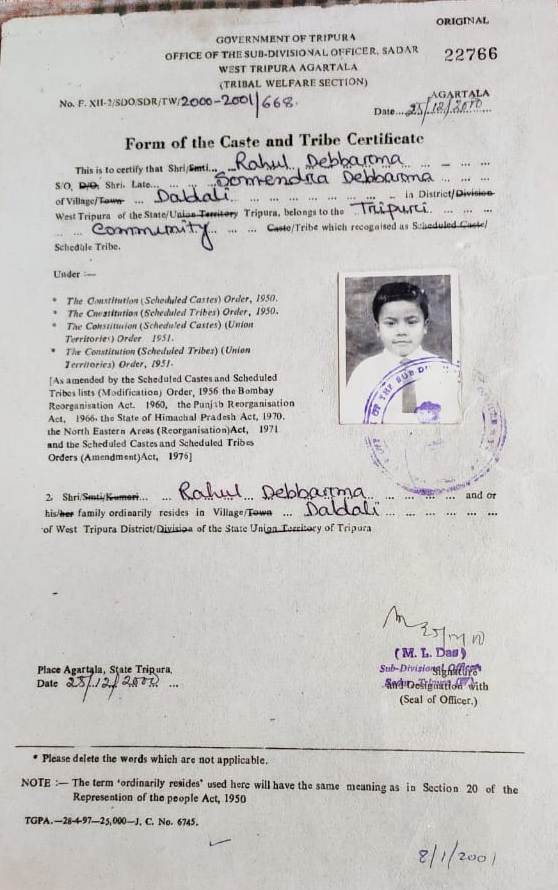 ORIGINAL
GOVERNMENT OF TRIPURA
OFFICE OF THE SUB-DIVISIONAL OFFICER, SADAR
22766
WEST TRIPURA AGARTALA
(TRIBAL WELFARE SECTION)
AGARTALA
No. F. XII-2/SDO/SDR/TW/2000-2001/668.
Date...25/12/2000
Form of the Caste and Tribe Certificate
This is to certify that Shri/Smti... Rahul Debbarma ... ... ...
S/O, D/O, Shri. Late... ... ... Somendra Debbarma ... ...
of Village/Town ... Daldali ... ... ... ... ... ... in District/Division
West Tripura of the State/Union Territory Tripura, belongs to the ... Tripuri ... ...
... ... Community ... ... Caste/Tribe which recognised as Scheduled Caste/
Schedule Tribe.
Under :—
* The Constitution (Scheduled Castes) Order, 1950.
* The Constitution (Scheduled Tribes) Order, 1950.
* The Constitution (Scheduled Castes) (Union
Territories) Order 1951.
* The Constitution (Scheduled Tribes) (Union
Territories) Order, 1951.
[As amended by the Scheduled Castes and Scheduled
Tribes lists (Modification) Order, 1956 the Bombay
Reorganisation Act. 1960, the Punjab Reorganisation
Act, 1966, the State of Himachal Pradesh Act, 1970,
the North Eastern Areas (Reorganisation)Act, 1971
and the Scheduled Castes and Scheduled Tribes
Orders (Amendment)Act, 1976]
OF THE SUB DI
2. Shri/Smti/Kumari... ... Rahul Debbarma ... ... ... and or
his/her family ordinarily resides in Village/Town ... Daldali ... ... ... ... ...
of West Tripura District/Division of the State Union Territory of Tripura
(M. L. Das)
Place Agartala, State Tripura,
Sub-Divisional Officer
Signature
Date 25/12/2000 ...
Sadar, Tripura (W)
and Designation with
(Seal of Officer.)
* Please delete the words which are not applicable.
NOTE :— The term 'ordinarily resides' used here will have the same meaning as in Section 20 of the
Represention of the people Act, 1950
TGPA.—28-4-97—25,000—J. C. No. 6745.
8/1/2001